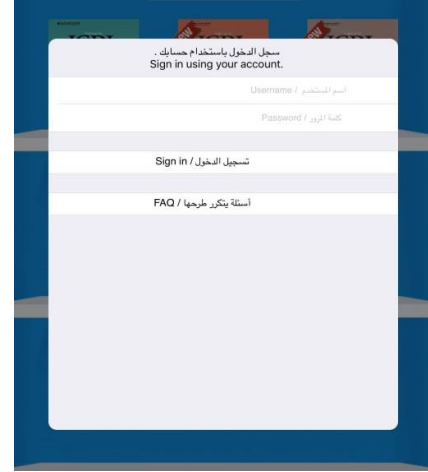 سجل الدخول باستخدام حسابك .
Sign in using your account.
اسم المستخدم / Username
كلمة المرور / Password
تسجيل الدخول / Sign in
أسئلة يتكرر طرحها / FAQ